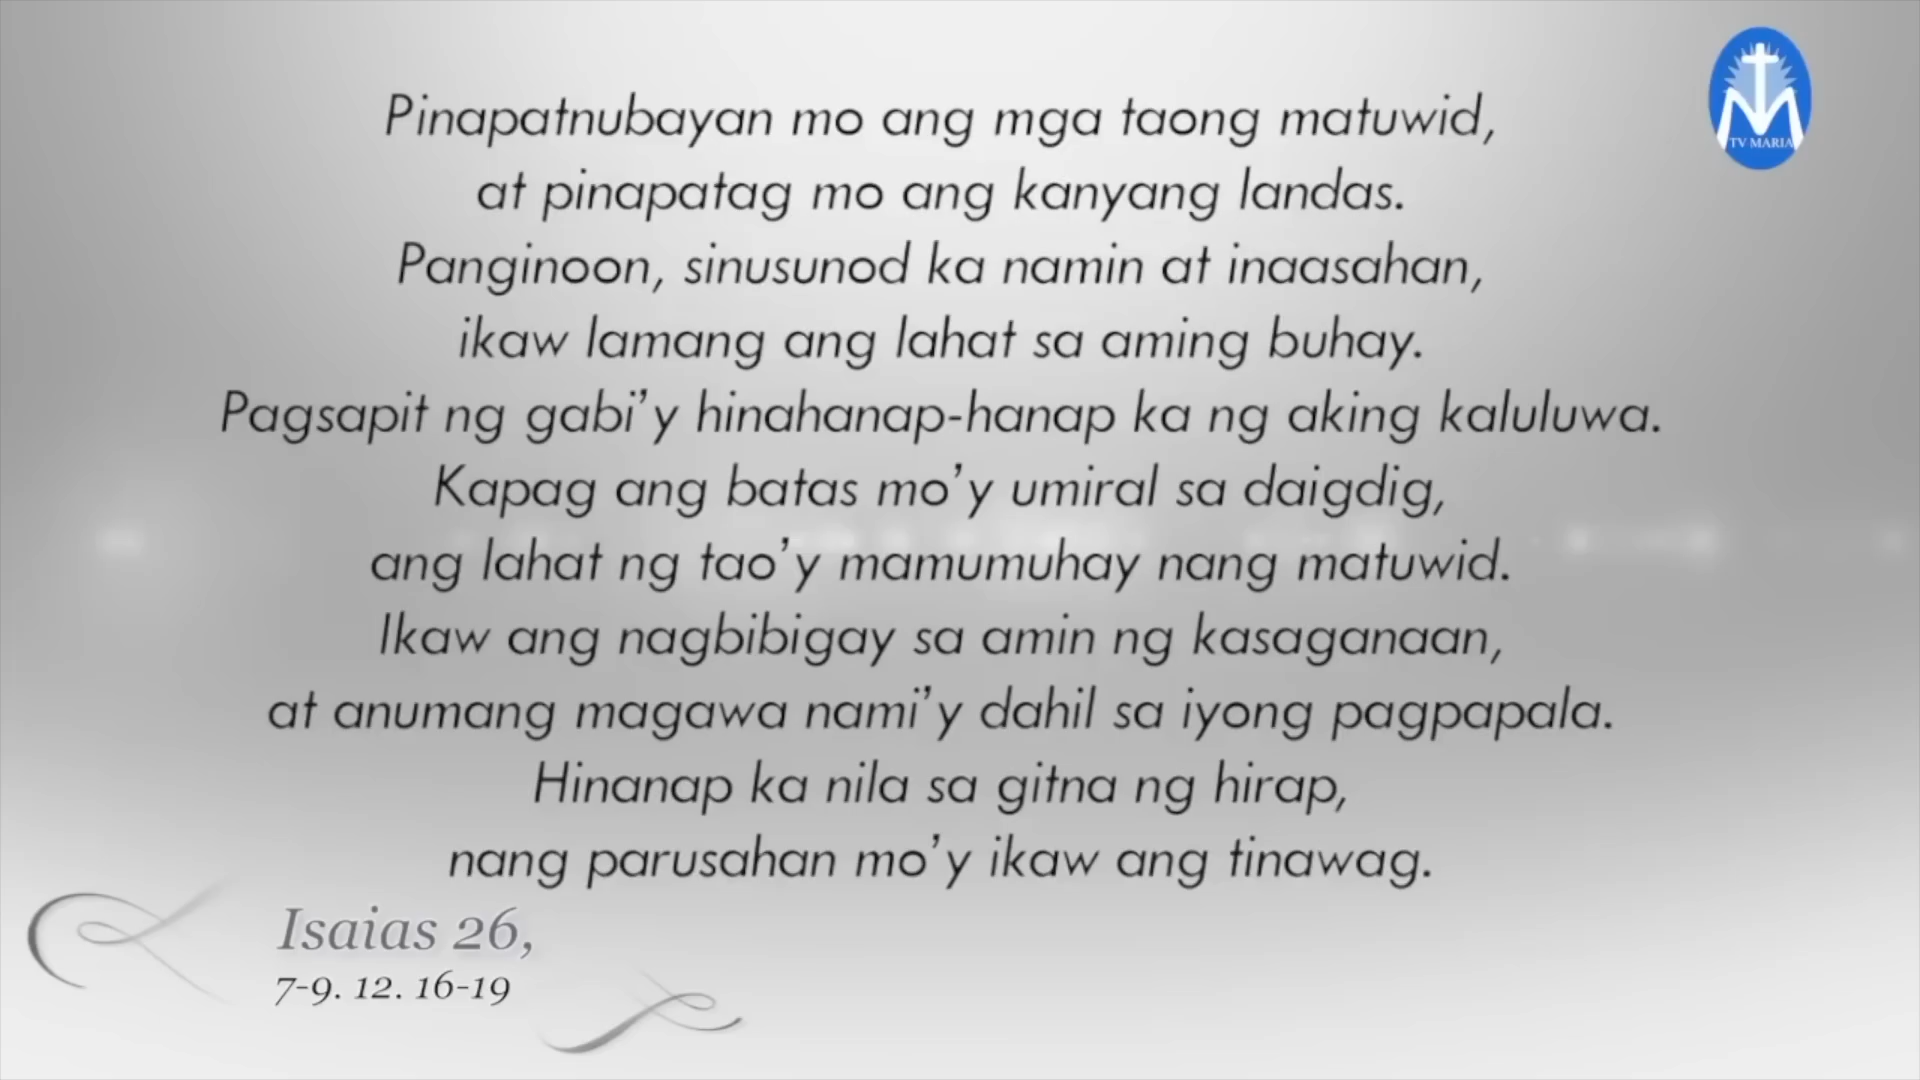 Pinapatnubayan mo ang mga taong matuwid,
at pinapatag mo ang kanyang landas.
Panginoon, sinusunod ka namin at inaasahan,
ikaw lamang ang lahat sa aming buhay.
Pagsapit ng gabi’y hinahanap-hanap ka ng aking kaluluwa.
Kapag ang batas mo’y umiral sa daigdig,
ang lahat ng tao’y mamumuhay nang matuwid.
Ikaw ang nagbibigay sa amin ng kasaganaan,
at anumang magawa nami’y dahil sa iyong pagpapala.
Hinanap ka nila sa gitna ng hirap,
nang parusahan mo’y ikaw ang tinawag.
Isaias 26,
7-9. 12. 16-19
TV MARIA